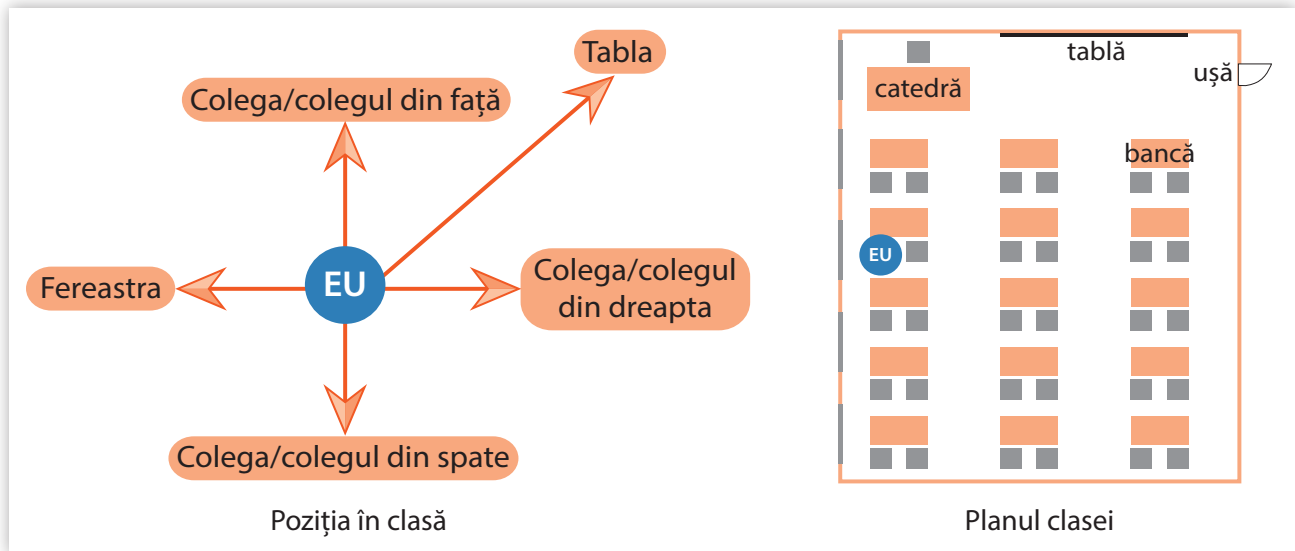 Tabla
Colega/colegul din față
EU
Fereastra
Colega/colegul
din dreapta
Colega/colegul din spate
Poziția în clasă
tablă
ușă
catedră
bancă
EU
Planul clasei